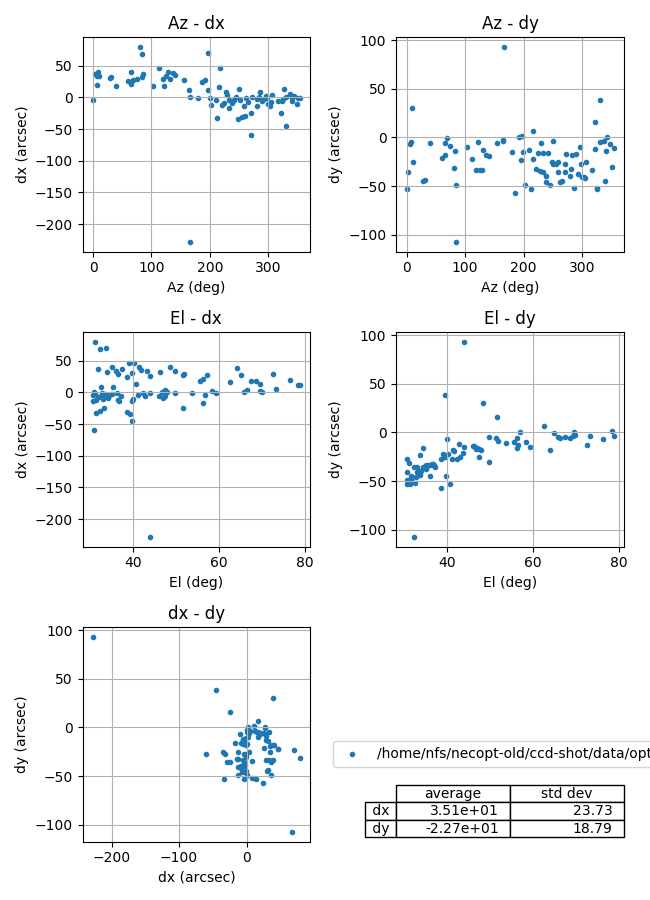 Az - dx
50
0
−50
−100
−150
−200
dx (arcsec)
0
100
200
300
Az (deg)
Az - dy
100
50
0
−50
−100
dy (arcsec)
0
100
200
300
Az (deg)
El - dx
50
0
−50
−100
−150
−200
dx (arcsec)
40
60
80
El (deg)
El - dy
100
50
0
−50
−100
dy (arcsec)
40
60
80
El (deg)
dx - dy
100
50
0
−50
−100
dy (arcsec)
−200
−100
0
dx (arcsec)
/home/nfs/necopt-old/ccd-shot/data/opt
average std dev
dx 3.51e+01 23.73
dy -2.27e+01 18.79